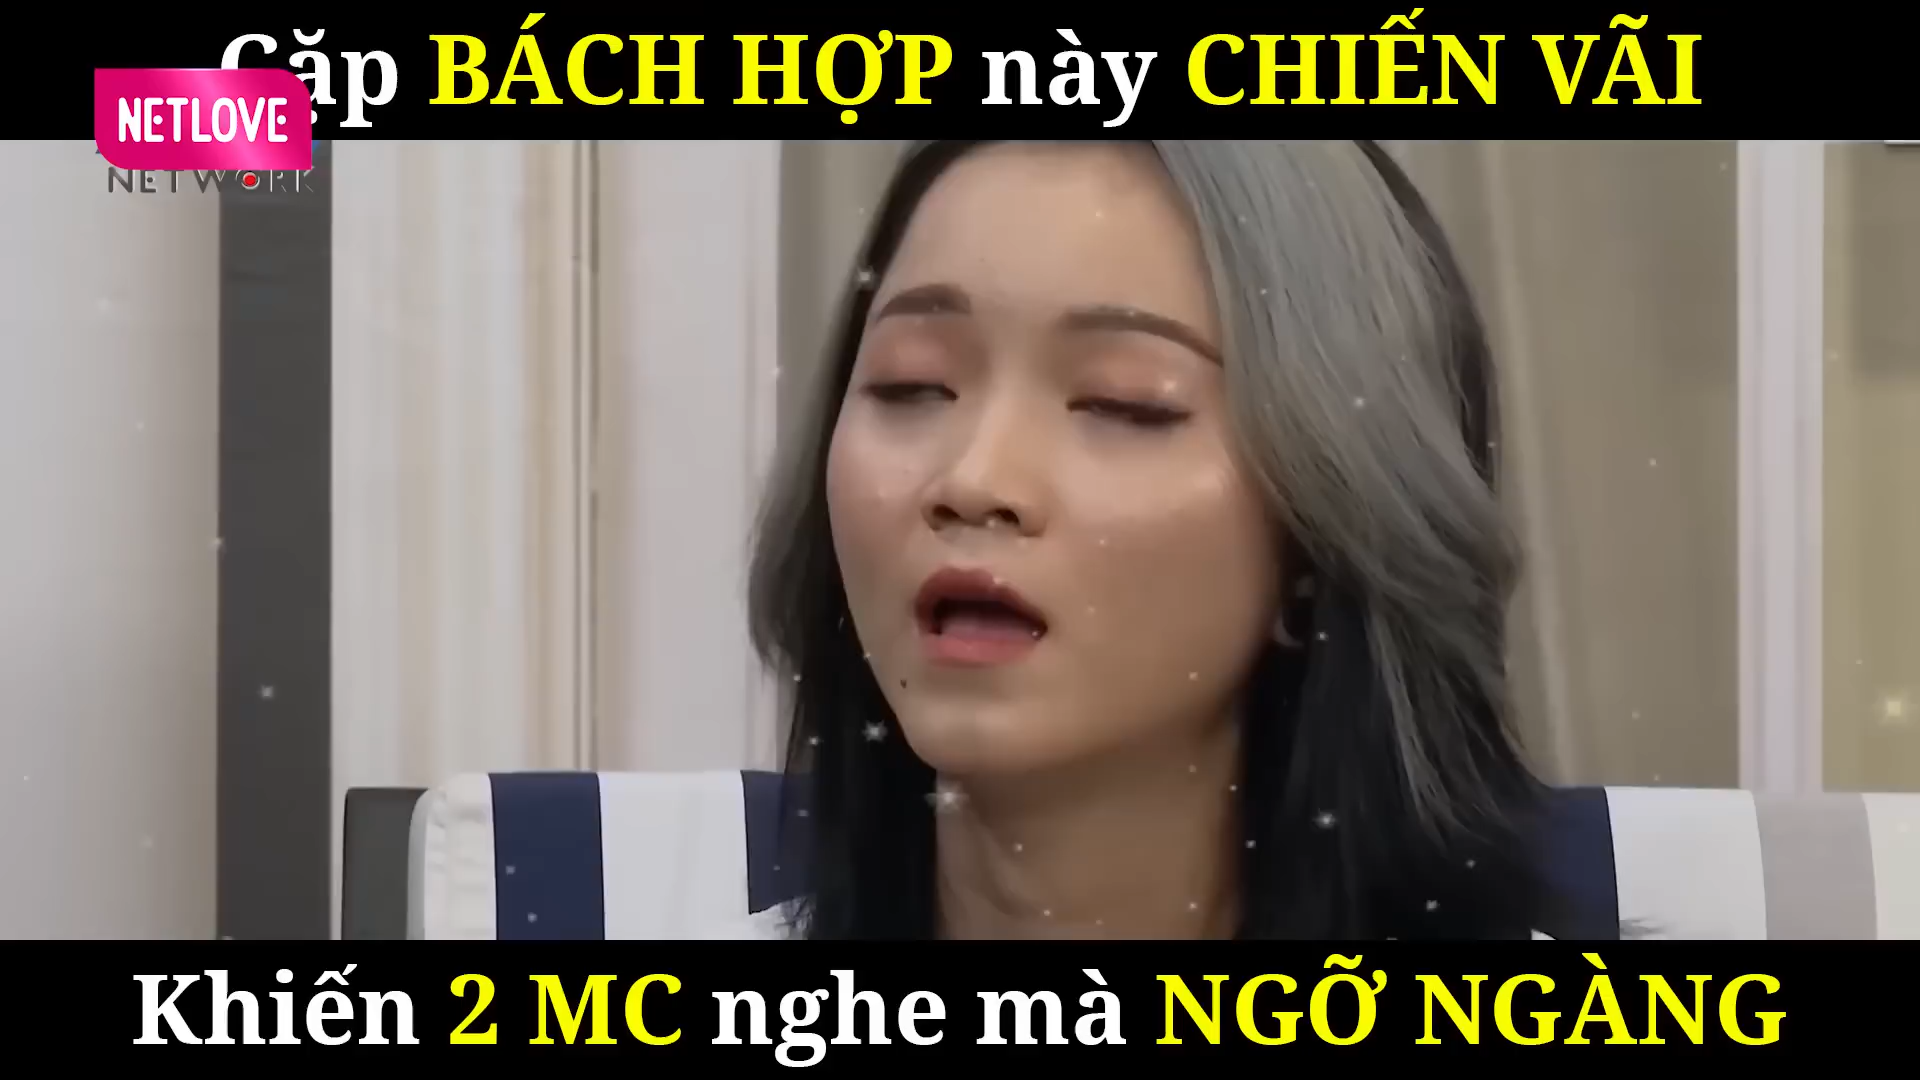 Cặp BÁCH HỢP này CHIẾN VÃI
NETLOVE
NETWORK
Khiến 2 MC nghe mà NGỠ NGÀNG